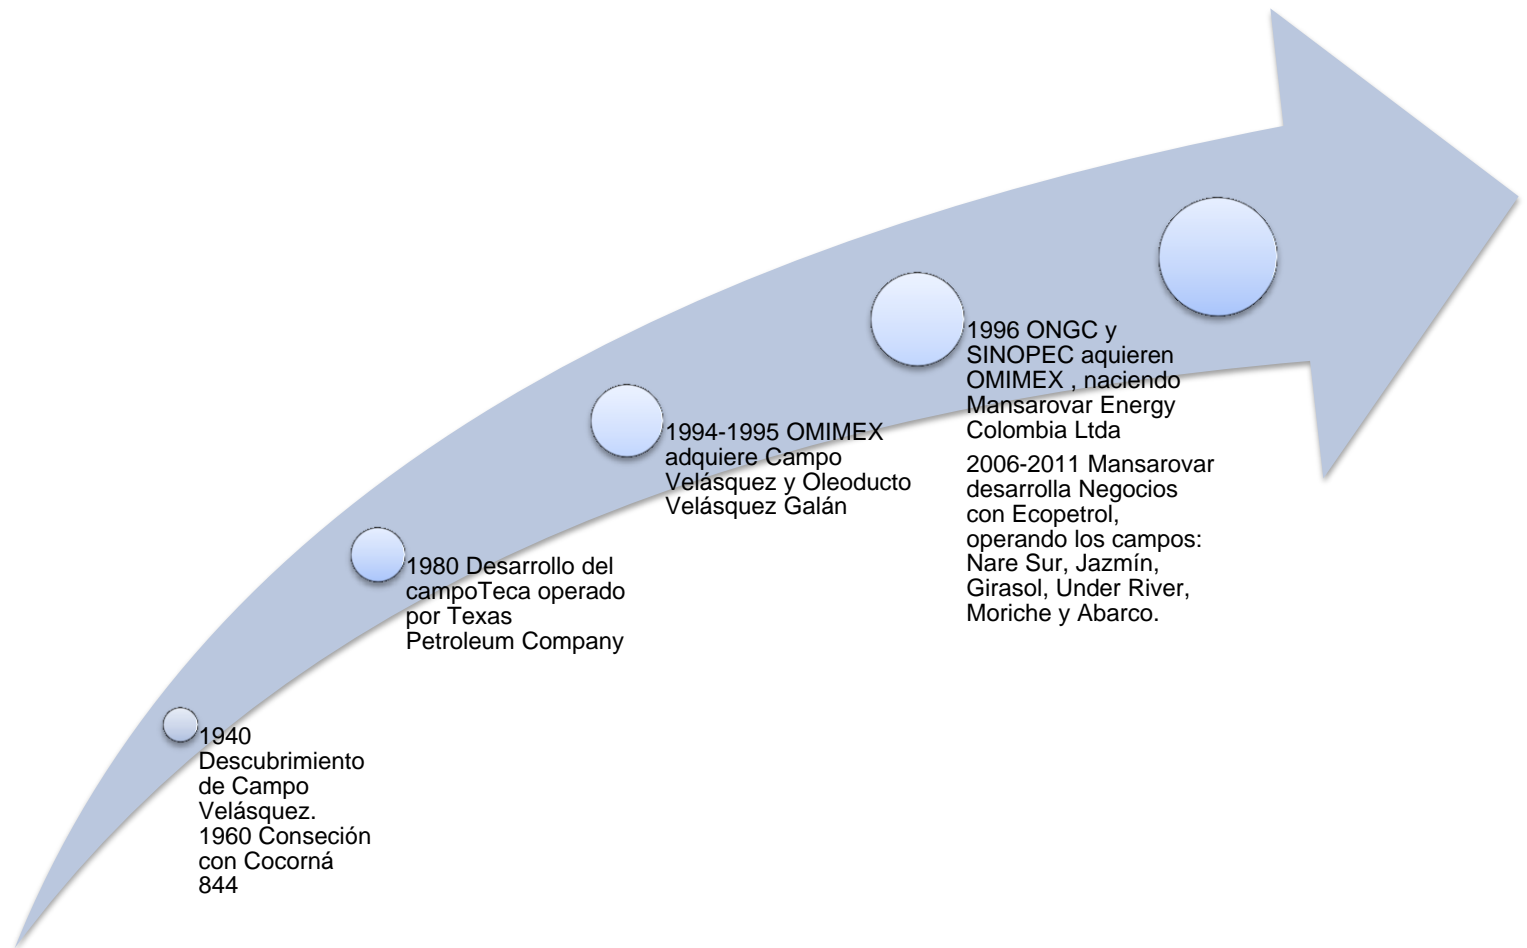 1940
Descubrimiento
de Campo
Velásquez.
1960 Conseción
con Cocorná
844
1980 Desarrollo del
campoTeca operado
por Texas
Petroleum Company
1994-1995 OMIMEX
adquiere Campo
Velásquez y Oleoducto
Velásquez Galán
1996 ONGC y
SINOPEC aquieren
OMIMEX , naciendo
Mansarovar Energy
Colombia Ltda
2006-2011 Mansarovar
desarrolla Negocios
con Ecopetrol,
operando los campos:
Nare Sur, Jazmín,
Girasol, Under River,
Moriche y Abarco.